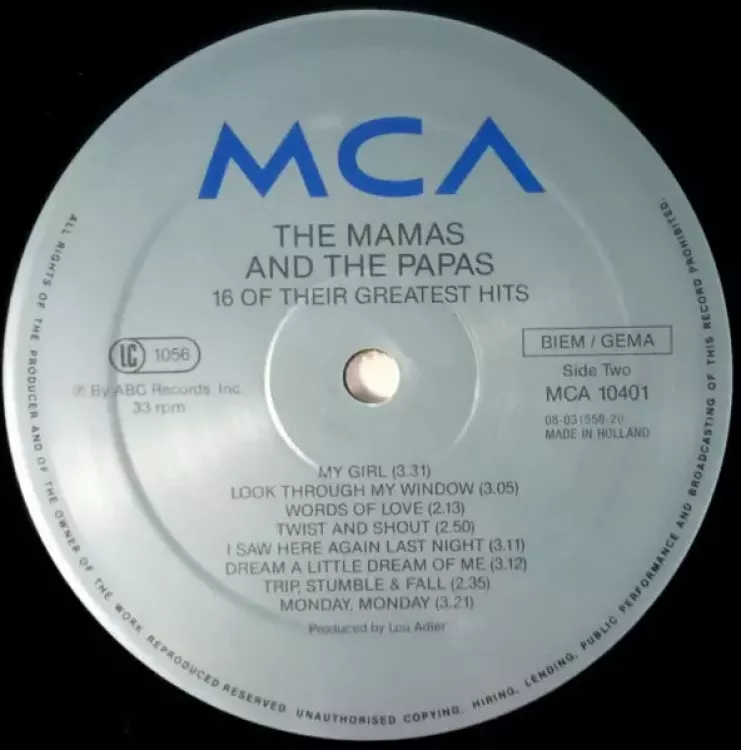 MCA
THE MAMAS
AND THE PAPAS
16 OF THEIR GREATEST HITS
LC 1056
℗ By ABC Records, Inc.
33 rpm
BIEM / GEMA
Side Two
MCA 10401
08-031558-20
MADE IN HOLLAND
MY GIRL (3.31)
LOOK THROUGH MY WINDOW (3.05)
WORDS OF LOVE (2.13)
TWIST AND SHOUT (2.50)
I SAW HERE AGAIN LAST NIGHT (3.11)
DREAM A LITTLE DREAM OF ME (3.12)
TRIP, STUMBLE & FALL (2.35)
MONDAY, MONDAY (3.21)
Produced by Lou Adler
ALL RIGHTS OF THE PRODUCER AND OF THE OWNER OF THE WORK REPRODUCED RESERVED. UNAUTHORISED COPYING, HIRING, LENDING, PUBLIC PERFORMANCE AND BROADCASTING OF THIS RECORD PROHIBITED.